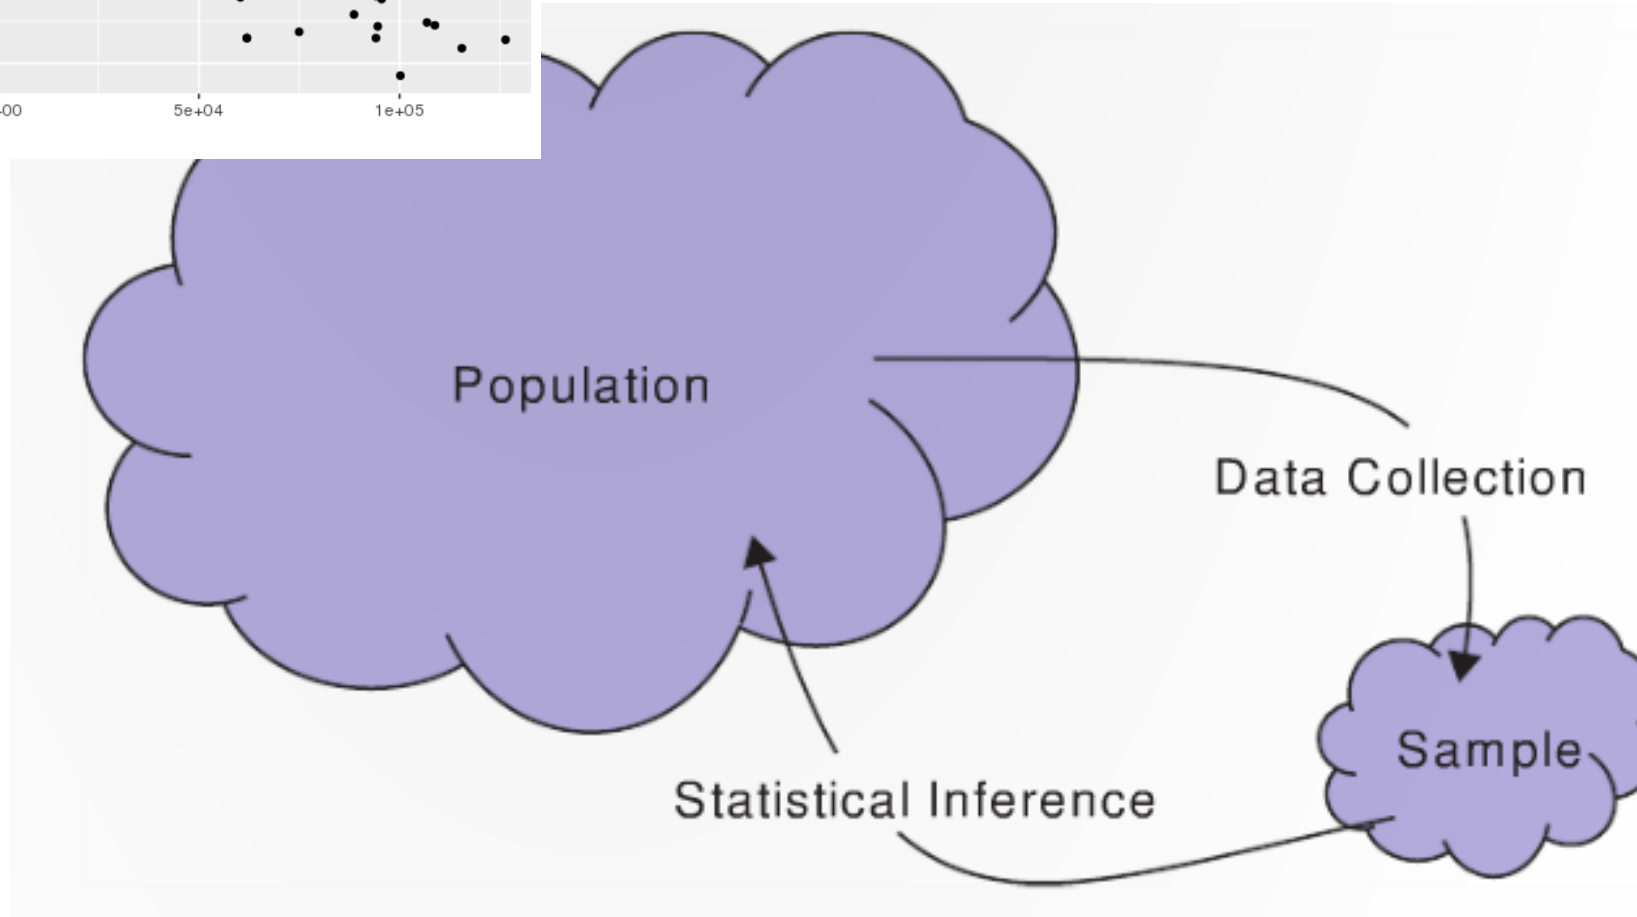 5e+04 1e+05
Population
Data Collection
Sample
Statistical Inference